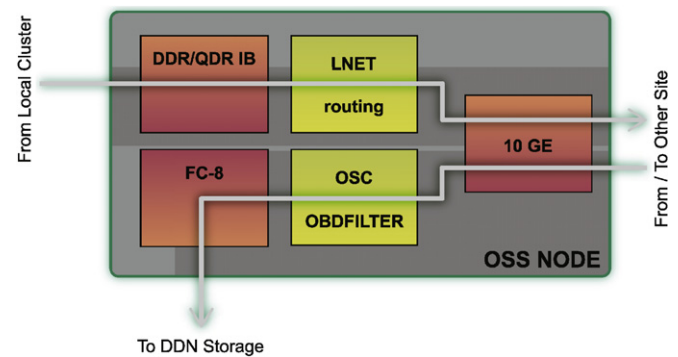 From Local Cluster
DDR/QDR IB
LNET
routing
10 GE
From / To Other Site
FC-8
OSC
OBDFILTER
OSS NODE
To DDN Storage